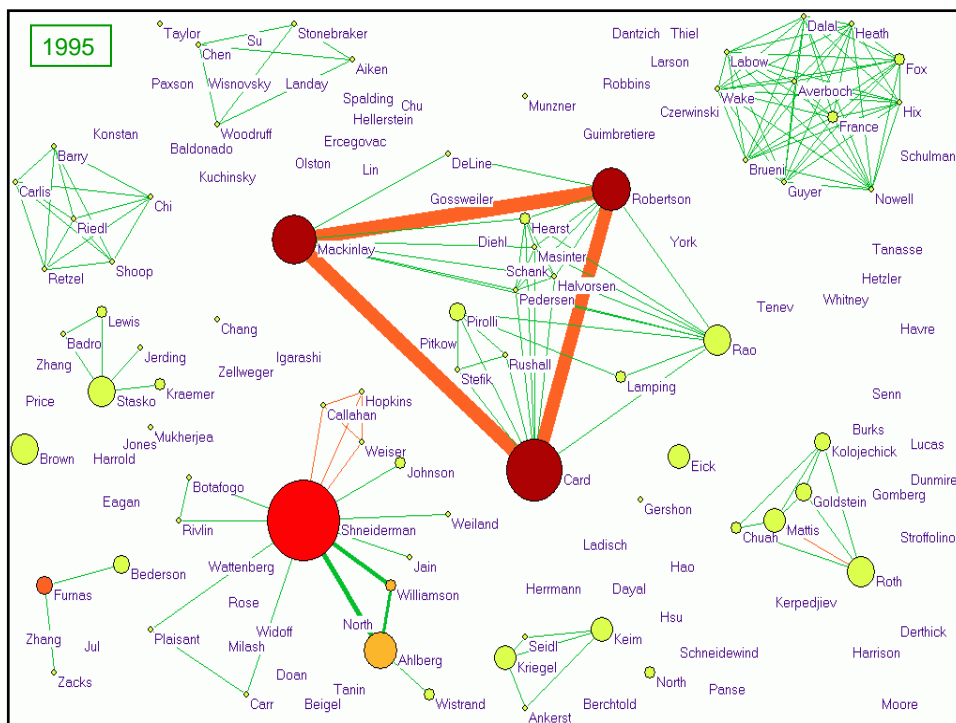 1995
Taylor
Chen
Su
Stonebraker
Aiken
Paxson
Wisnovsky
Landay
Spalding
Chu
Hellerstein
Woodruff
Ercegovac
Konstan
Baldonado
Olston
Lin
Kuchinsky
Munzner
Dantzich
Thiel
Larson
Robbins
Czerwinski
Guimbretiere
Dalal
Heath
Labow
Fox
Wake
Averboch
Hix
France
Brueni
Guyer
Nowell
Schulman
Barry
Carlis
Chi
Riedl
Retzel
Shoop
DeLine
Gossweiler
Robertson
Mackinlay
Hearst
Diehl
Masinter
York
Schank
Halvorsen
Pedersen
Tanasse
Hetzler
Whitney
Tenev
Havre
Pirolli
Pitkow
Rushall
Stefik
Lamping
Rao
Senn
Lewis
Badro
Zhang
Jerding
Stasko
Kraemer
Price
Chang
Igarashi
Zellweger
Jones
Mukherjea
Harrold
Brown
Hopkins
Callahan
Weiser
Johnson
Card
Eick
Burks
Kolojechick
Lucas
Dunmire
Goldstein
Gomberg
Chuah
Mattis
Stroffolino
Roth
Kerpedjiev
Derthick
Harrison
Moore
Botafogo
Eagan
Rivlin
Shneiderman
Weiland
Gershon
Jain
Ladisch
Wattenberg
Williamson
Hao
Bederson
Furnas
Rose
Herrmann
Dayal
Hsu
Zhang
Jul
Plaisant
Widoff
Milash
North
Ahlberg
Seidl
Keim
Kriegel
Schneidewind
Zacks
Doan
Tanin
Carr
Beigel
Wistrand
Ankerst
Berchtold
North
Panse